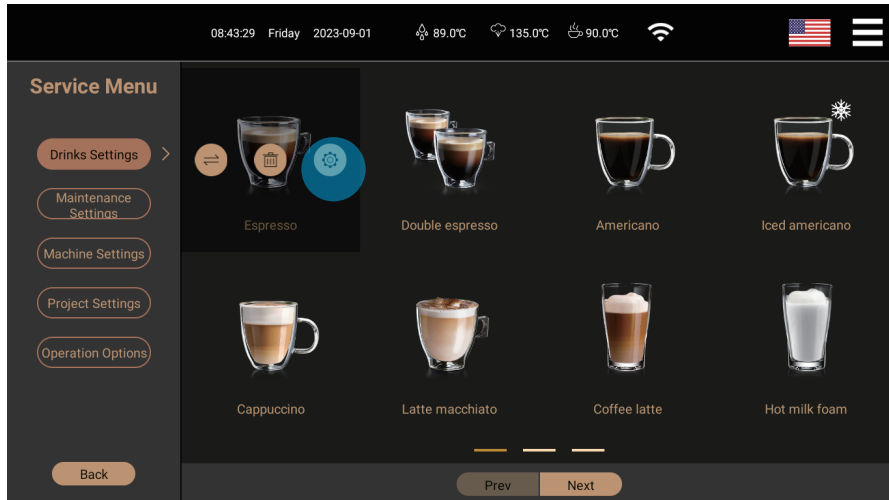 08:43:29 Friday 2023-09-01 89.0℃ 135.0℃ 90.0℃
Service Menu
Drinks Settings
Maintenance
Settings
Machine Settings
Project Settings
Operation Options
Back
Espresso
Double espresso
Americano
Iced americano
Cappuccino
Latte macchiato
Coffee latte
Hot milk foam
Prev
Next